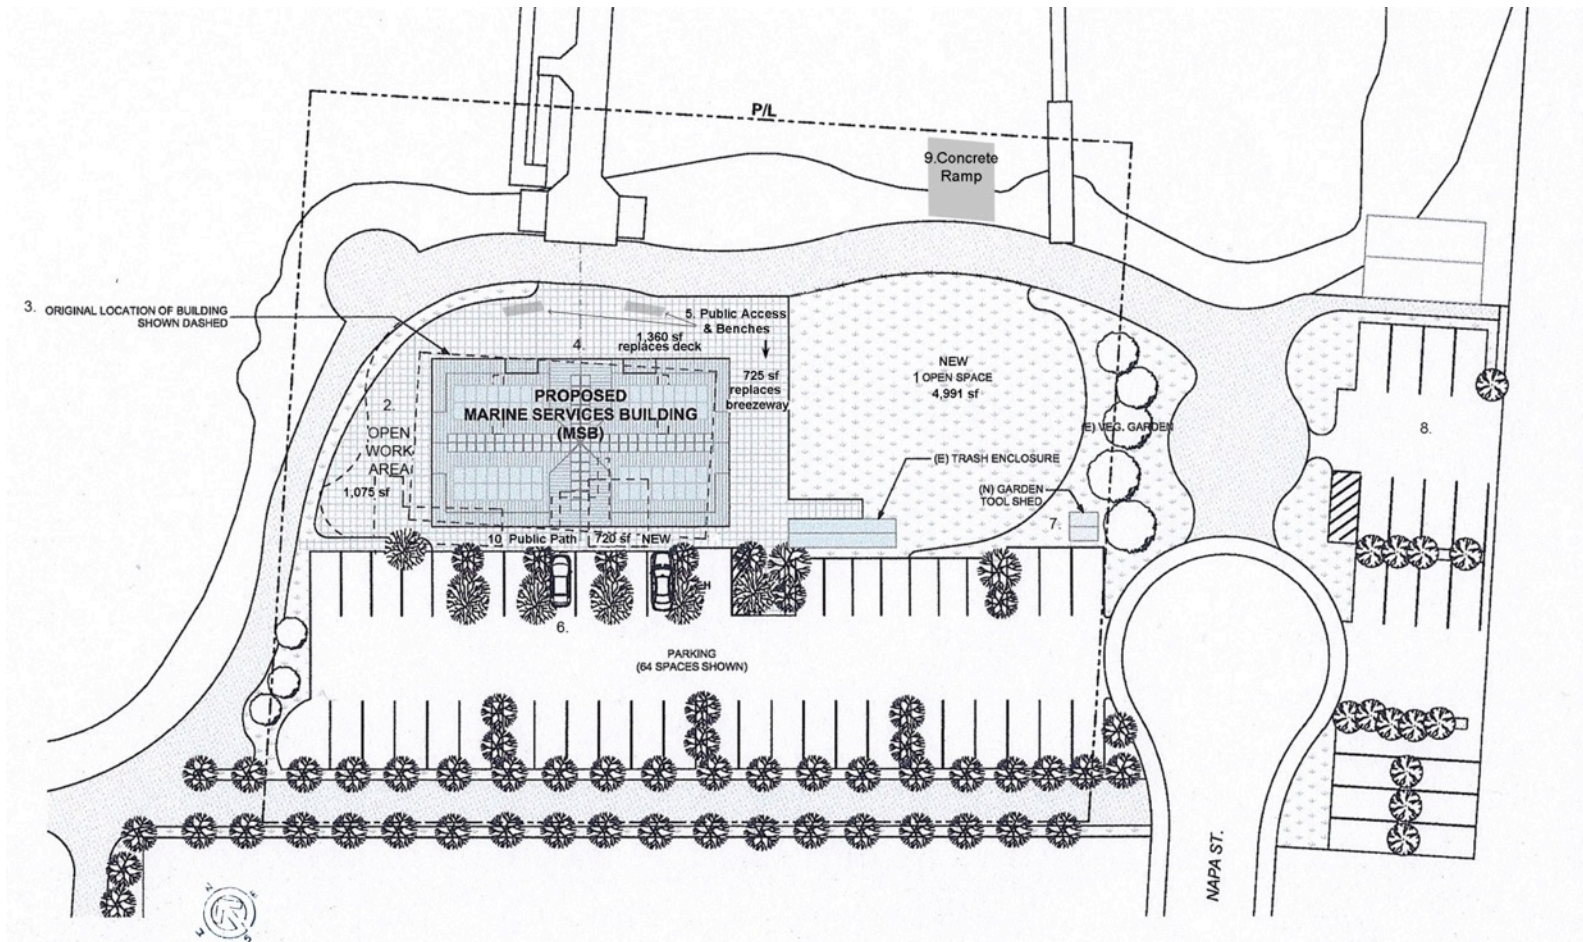 P/L
9.Concrete
Ramp
3. ORIGINAL LOCATION OF BUILDING
SHOWN DASHED
5. Public Access
& Benches
4.
1,360 sf
replaces deck
725 sf
replaces
breezeway
NEW
1 OPEN SPACE
4,991 sf
PROPOSED
MARINE SERVICES BUILDING
(MSB)
2.
OPEN
WORK
AREA
1,075 sf
(E) VEG. GARDEN
8.
(E) TRASH ENCLOSURE
(N) GARDEN
TOOL SHED
7.
10 Public Path 720 sf NEW
6.
PARKING
(64 SPACES SHOWN)
NAPA ST.